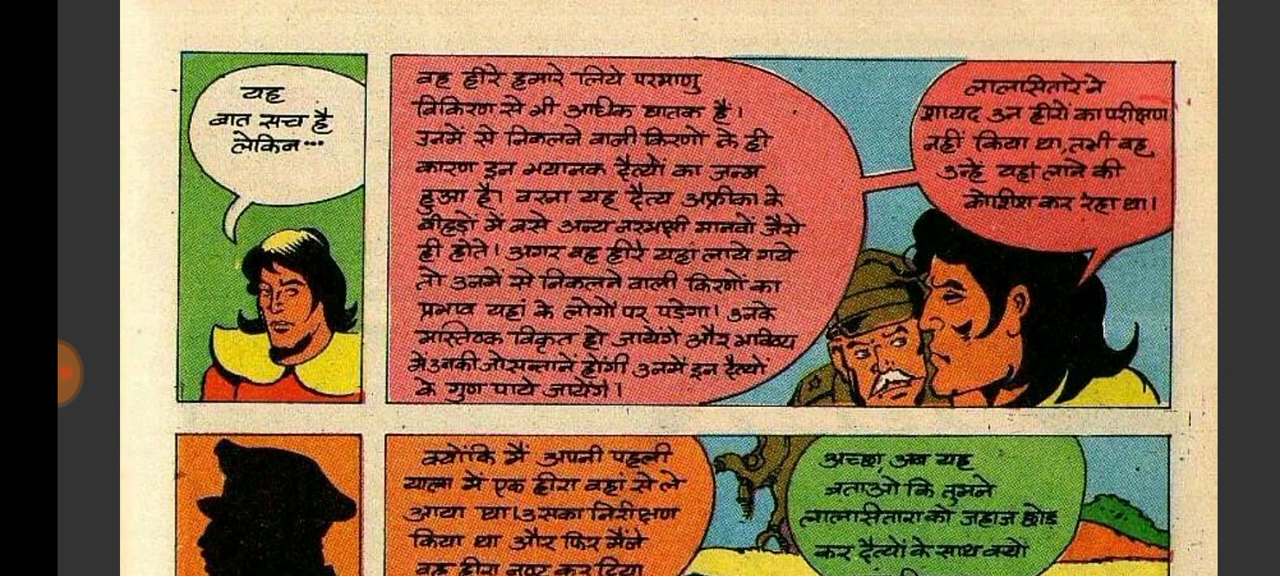 यह
बात सच है
लेकिन...
वह हीरे हमारे लिये परमाणु
विकिरण से भी अधिक घातक है।
उनमे से निकलने वाली किरणों के ही
कारण इन भयानक दैत्यों का जन्म
हुआ है। वरना यह दैत्य अफ्रीका के
बीहड़ो में बसे अन्य नरभक्षी मानवों जैसे
ही होते। अगर वह हीरे यहां लाये गये
तो उनमे से निकलने वाली किरणों का
प्रभाव यहां के लोगों पर पड़ेगा। उनके
मस्तिष्क विकृत हो जायेंगे और भविष्य
में उनकी जो सन्तानें होंगी उनमें इन दैत्यों
के गुण पाये जायेंगे।
लालासितारे ने
शायद उन हीरों का परीक्षण
नहीं किया था, तभी वह
उन्हें यहां लाने की
कोशिश कर रहा था।
क्योंकि मैं अपनी पहली
यात्रा में एक हीरा वहां से ले
आया था। उसका निरीक्षण
किया था और फिर मैंने
वह हीरा नष्ट कर दिया
अच्छा, अब यह
बताओ कि तुमने
लालासितारा को जहाज छोड़
कर दैत्यों के साथ क्यों